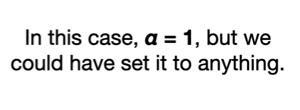 In this case, a = 1, but we
could have set it to anything.